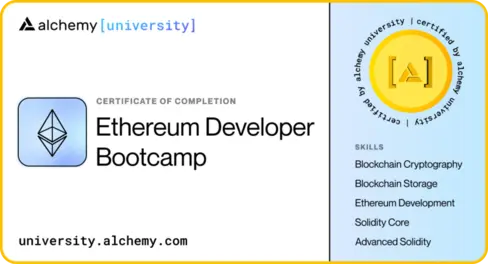 alchemy [university]
CERTIFICATE OF COMPLETION
Ethereum Developer
Bootcamp
university.alchemy.com
certified by alchemy university | certified by alchemy university |
SKILLS
Blockchain Cryptography
Blockchain Storage
Ethereum Development
Solidity Core
Advanced Solidity